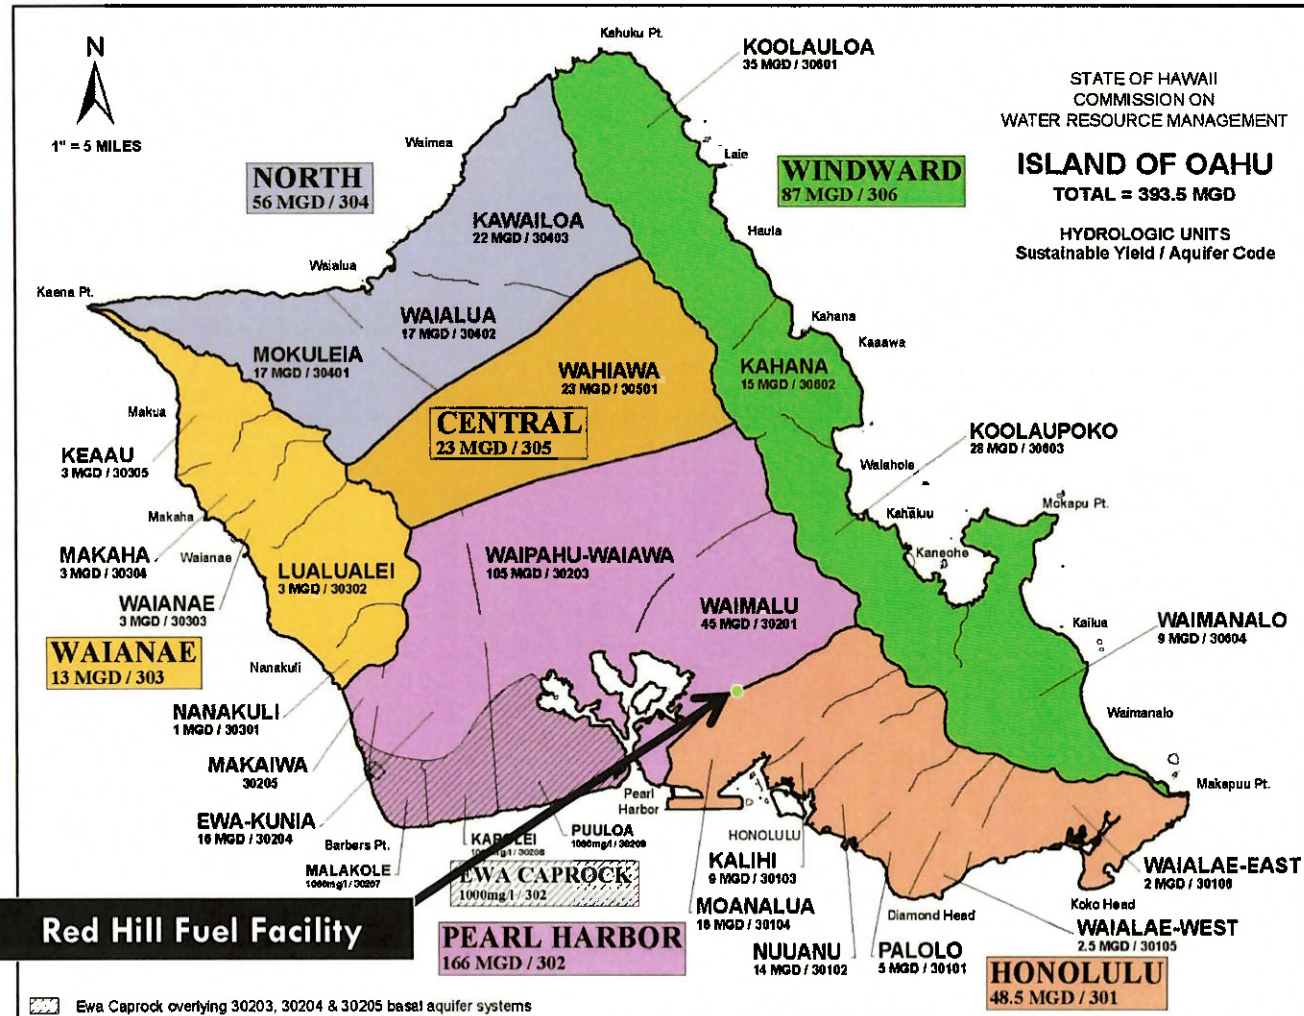 N
1" = 5 MILES
STATE OF HAWAII
COMMISSION ON
WATER RESOURCE MANAGEMENT
ISLAND OF OAHU
TOTAL = 393.5 MGD
HYDROLOGIC UNITS
Sustainable Yield / Aquifer Code
Kahuku Pt.
KOOLAULOA
35 MGD / 30601
Waimea
Laie
NORTH
56 MGD / 304
WINDWARD
87 MGD / 306
KAWAILOA
22 MGD / 30403
Haula
Waialua
Kaena Pt.
WAIALUA
17 MGD / 30402
Kahana
Kaaawa
MOKULEIA
17 MGD / 30401
WAHIAWA
23 MGD / 30501
KAHANA
15 MGD / 30602
Makua
CENTRAL
23 MGD / 305
KEAAU
3 MGD / 30305
KOOLAUPOKO
28 MGD / 30603
Waiahole
Mokapu Pt.
Makaha
Kahaluu
MAKAHA
3 MGD / 30304
Waianae
Kaneohe
WAIPAHU-WAIAWA
105 MGD / 30203
LUALUALEI
3 MGD / 30302
WAIANAE
3 MGD / 30303
WAIMALU
45 MGD / 30201
WAIMANALO
9 MGD / 30604
Kailua
WAIANAE
13 MGD / 303
Nanakuli
NANAKULI
1 MGD / 30301
Waimanalo
MAKAIWA
30205
Makapuu Pt.
Pearl
Harbor
EWA-KUNIA
16 MGD / 30204
Barbers Pt.
KAPOLEI
1000mg/l / 30208
PUULOA
1000mg/l / 30209
HONOLULU
MALAKOLE
1000mg/l / 30207
EWA CAPROCK
1000mg/l / 302
KALIHI
9 MGD / 30103
WAIALAE-EAST
2 MGD / 30106
Koko Head
MOANALUA
16 MGD / 30104
Diamond Head
WAIALAE-WEST
2.5 MGD / 30105
Red Hill Fuel Facility
PEARL HARBOR
166 MGD / 302
NUUANU
14 MGD / 30102
PALOLO
5 MGD / 30101
HONOLULU
48.5 MGD / 301
Ewa Caprock overlying 30203, 30204 & 30205 basal aquifer systems